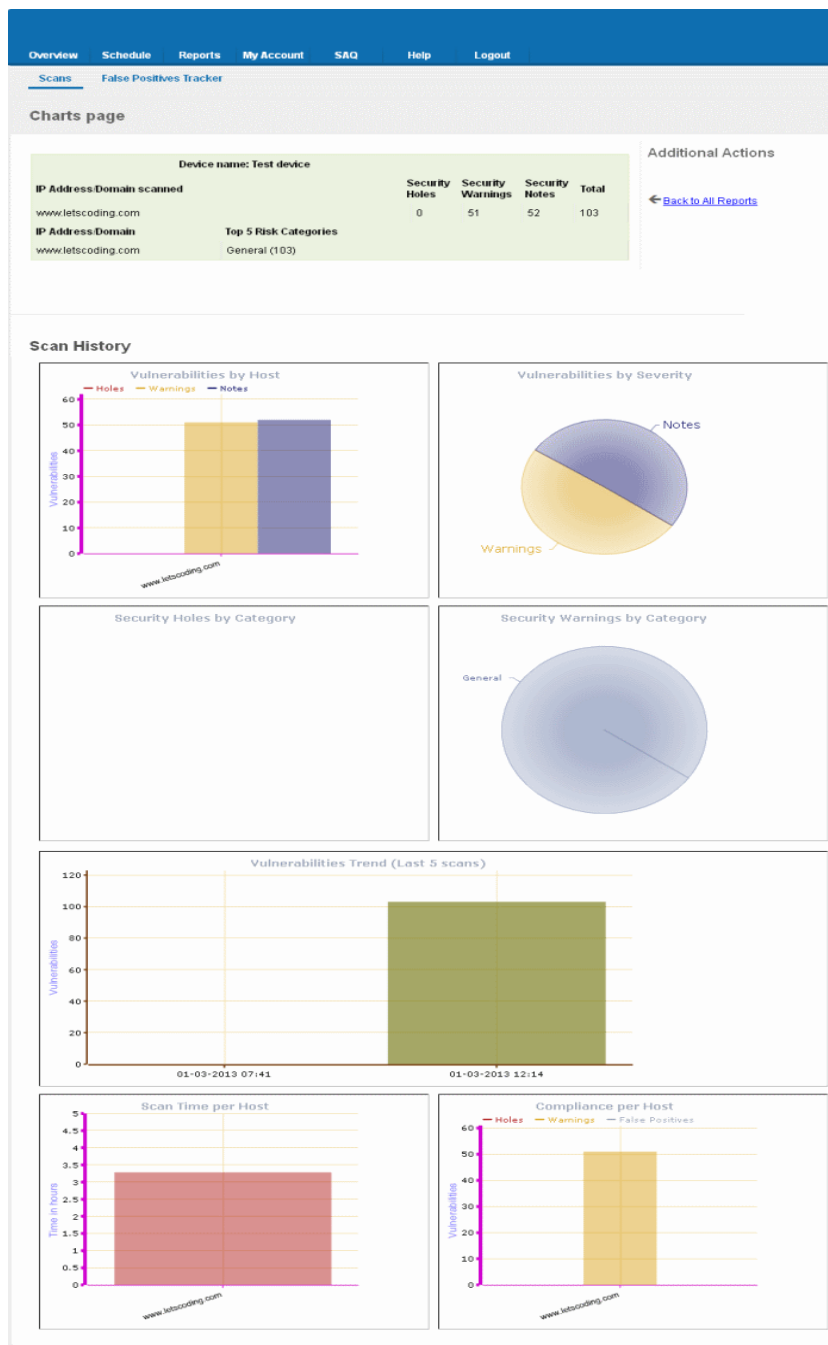 Overview Schedule Reports My Account SAQ Help Logout
Scans False Positives Tracker
Charts page
Additional Actions
Back to All Reports
Device name: Test device
IP Address/Domain scanned Security Holes Security Warnings Security Notes Total
www.letscoding.com 0 51 52 103
IP Address/Domain Top 5 Risk Categories
www.letscoding.com General (103)
Scan History
Vulnerabilities by Host
Holes Warnings Notes
60
50
40
30
20
10
0
Vulnerabilities
www.letscoding.com
Vulnerabilities by Severity
Notes
Warnings
Security Holes by Category
Security Warnings by Category
General
Vulnerabilities Trend (Last 5 scans)
120
100
80
60
40
20
0
Vulnerabilities
01-03-2013 07:41 01-03-2013 12:14
Scan Time per Host
5
4.5
4
3.5
3
2.5
2
1.5
1
0.5
0
Time in hours
www.letscoding.com
Compliance per Host
Holes Warnings False Positives
60
50
40
30
20
10
0
Vulnerabilities
www.letscoding.com